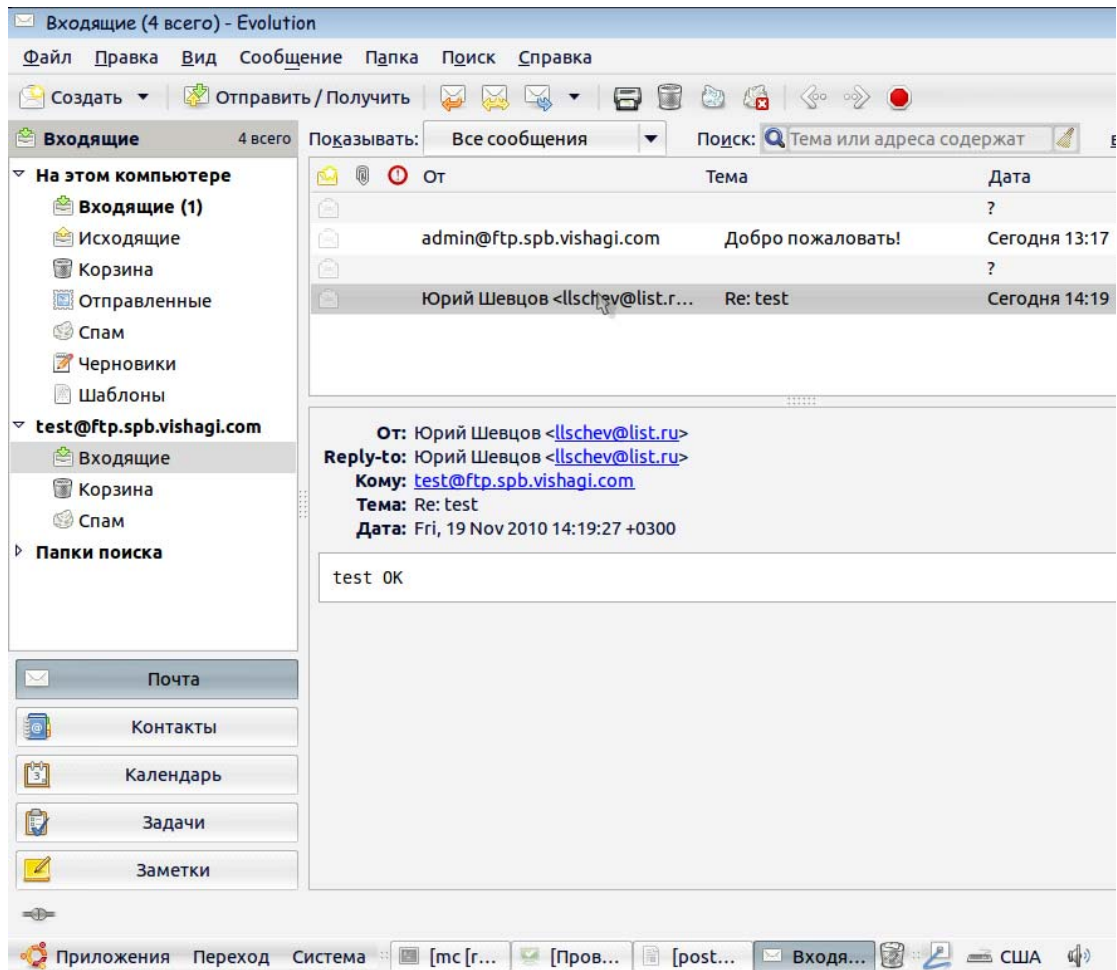 Входящие (4 всего) - Evolution
Файл Правка Вид Сообщение Папка Поиск Справка
Создать Отправить / Получить
Входящие 4 всего
Показывать: Все сообщения Поиск: Тема или адреса содержат
На этом компьютере
Входящие (1)
Исходящие
Корзина
Отправленные
Спам
Черновики
Шаблоны
test@ftp.spb.vishagi.com
Входящие
Корзина
Спам
Папки поиска
От Тема Дата
?
admin@ftp.spb.vishagi.com Добро пожаловать! Сегодня 13:17
?
Юрий Шевцов <llschev@list.r... Re: test Сегодня 14:19
От: Юрий Шевцов <llschev@list.ru>
Reply-to: Юрий Шевцов <llschev@list.ru>
Кому: test@ftp.spb.vishagi.com
Тема: Re: test
Дата: Fri, 19 Nov 2010 14:19:27 +0300
test OK
Почта
Контакты
Календарь
Задачи
Заметки
Приложения Переход Система [mc [r... [Пров... [post... Входя... США